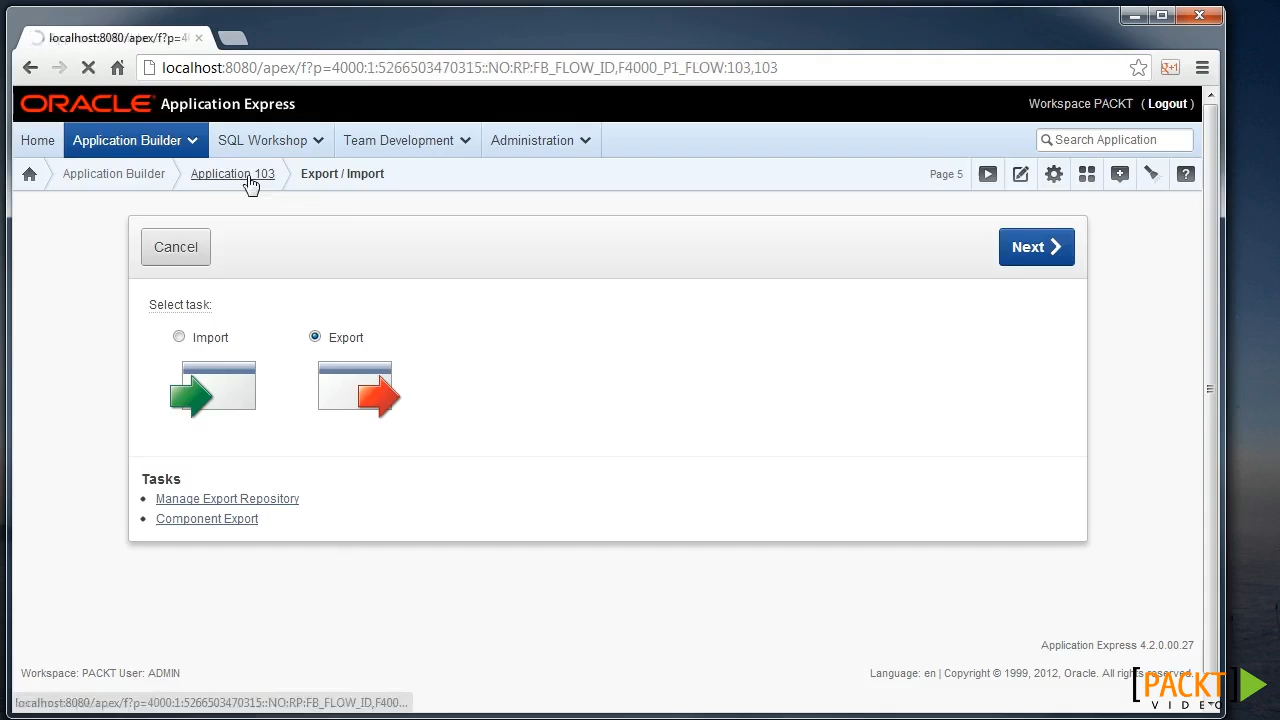 localhost:8080/apex/f?p=4
localhost:8080/apex/f?p=4000:1:5266503470315::NO:RP:FB_FLOW_ID,F4000_P1_FLOW:103,103
ORACLE Application Express
Workspace PACKT ( Logout )
Home Application Builder SQL Workshop Team Development Administration Search Application
Application Builder Application 103 Export / Import Page 5
Cancel Next
Select task:
Import Export
Tasks
Manage Export Repository
Component Export
Application Express 4.2.0.00.27
Workspace: PACKT User: ADMIN Language: en | Copyright © 1999, 2012, Oracle. All rights reserved.
[PACKT]
VIDEO
localhost:8080/apex/f?p=4000:1:5266503470315::NO:RP:FB_FLOW_ID,F400...